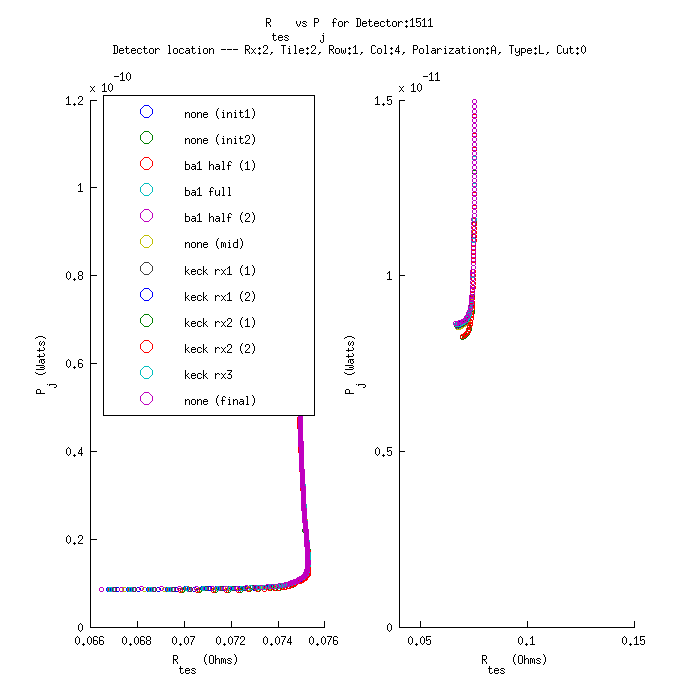 R tes vs P j for Detector:1511
Detector location --- Rx:2, Tile:2, Row:1, Col:4, Polarization:A, Type:L, Cut:0
x 10^-10
1.2
1
0.8
0.6
0.4
0.2
0
0.066 0.068 0.07 0.072 0.074 0.076
P j (Watts)
R tes (Ohms)
none (init1)
none (init2)
ba1 half (1)
ba1 full
ba1 half (2)
none (mid)
keck rx1 (1)
keck rx1 (2)
keck rx2 (1)
keck rx2 (2)
keck rx3
none (final)
x 10^-11
1.5
1
0.5
0
0.05 0.1 0.15
P j (Watts)
R tes (Ohms)